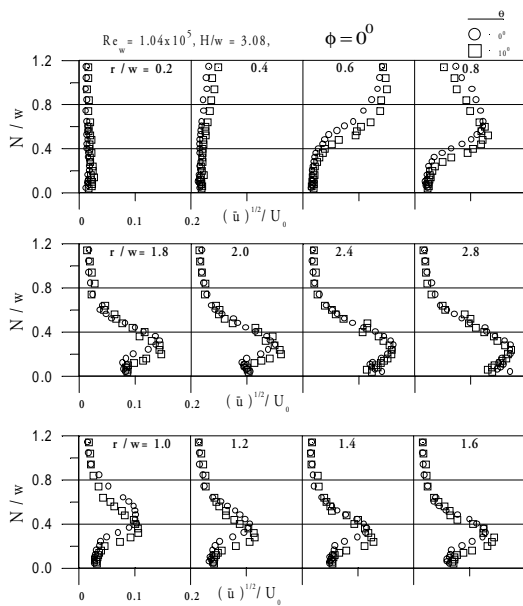 Θ
Re_w = 1.04x10^5, H/w = 3.08, ϕ = 0^0
○ · 0°
□ · 10°
1.2
r / w = 0.2 0.4 0.6 0.8
N / w
0.8
0.4
0.0
0 0.1 0.2
(ũ)^1/2 / U_0
1.2
r / w = 1.8 2.0 2.4 2.8
N / w
0.8
0.4
0.0
0 0.1 0.2
(ũ)^1/2 / U_0
1.2
r / w = 1.0 1.2 1.4 1.6
N / w
0.8
0.4
0.0
0 0.1 0.2
(ũ)^1/2 / U_0